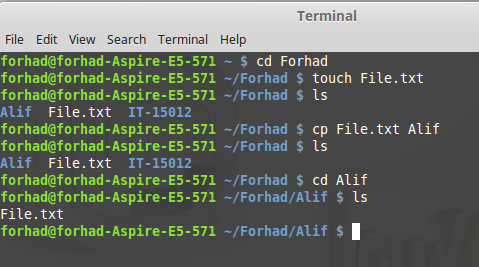 Terminal
File Edit View Search Terminal Help
forhad@forhad-Aspire-E5-571 ~ $ cd Forhad
forhad@forhad-Aspire-E5-571 ~/Forhad $ touch File.txt
forhad@forhad-Aspire-E5-571 ~/Forhad $ ls
Alif  File.txt  IT-15012
forhad@forhad-Aspire-E5-571 ~/Forhad $ cp File.txt Alif
forhad@forhad-Aspire-E5-571 ~/Forhad $ ls
Alif  File.txt  IT-15012
forhad@forhad-Aspire-E5-571 ~/Forhad $ cd Alif
forhad@forhad-Aspire-E5-571 ~/Forhad/Alif $ ls
File.txt
forhad@forhad-Aspire-E5-571 ~/Forhad/Alif $